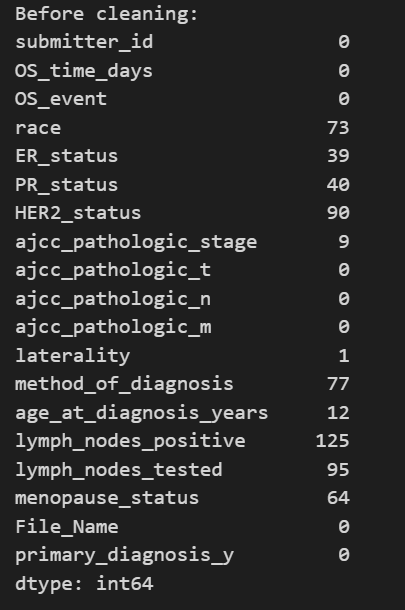 Before cleaning:
submitter_id 0
OS_time_days 0
OS_event 0
race 73
ER_status 39
PR_status 40
HER2_status 90
ajcc_pathologic_stage 9
ajcc_pathologic_t 0
ajcc_pathologic_n 0
ajcc_pathologic_m 0
laterality 1
method_of_diagnosis 77
age_at_diagnosis_years 12
lymph_nodes_positive 125
lymph_nodes_tested 95
menopause_status 64
File_Name 0
primary_diagnosis_y 0
dtype: int64